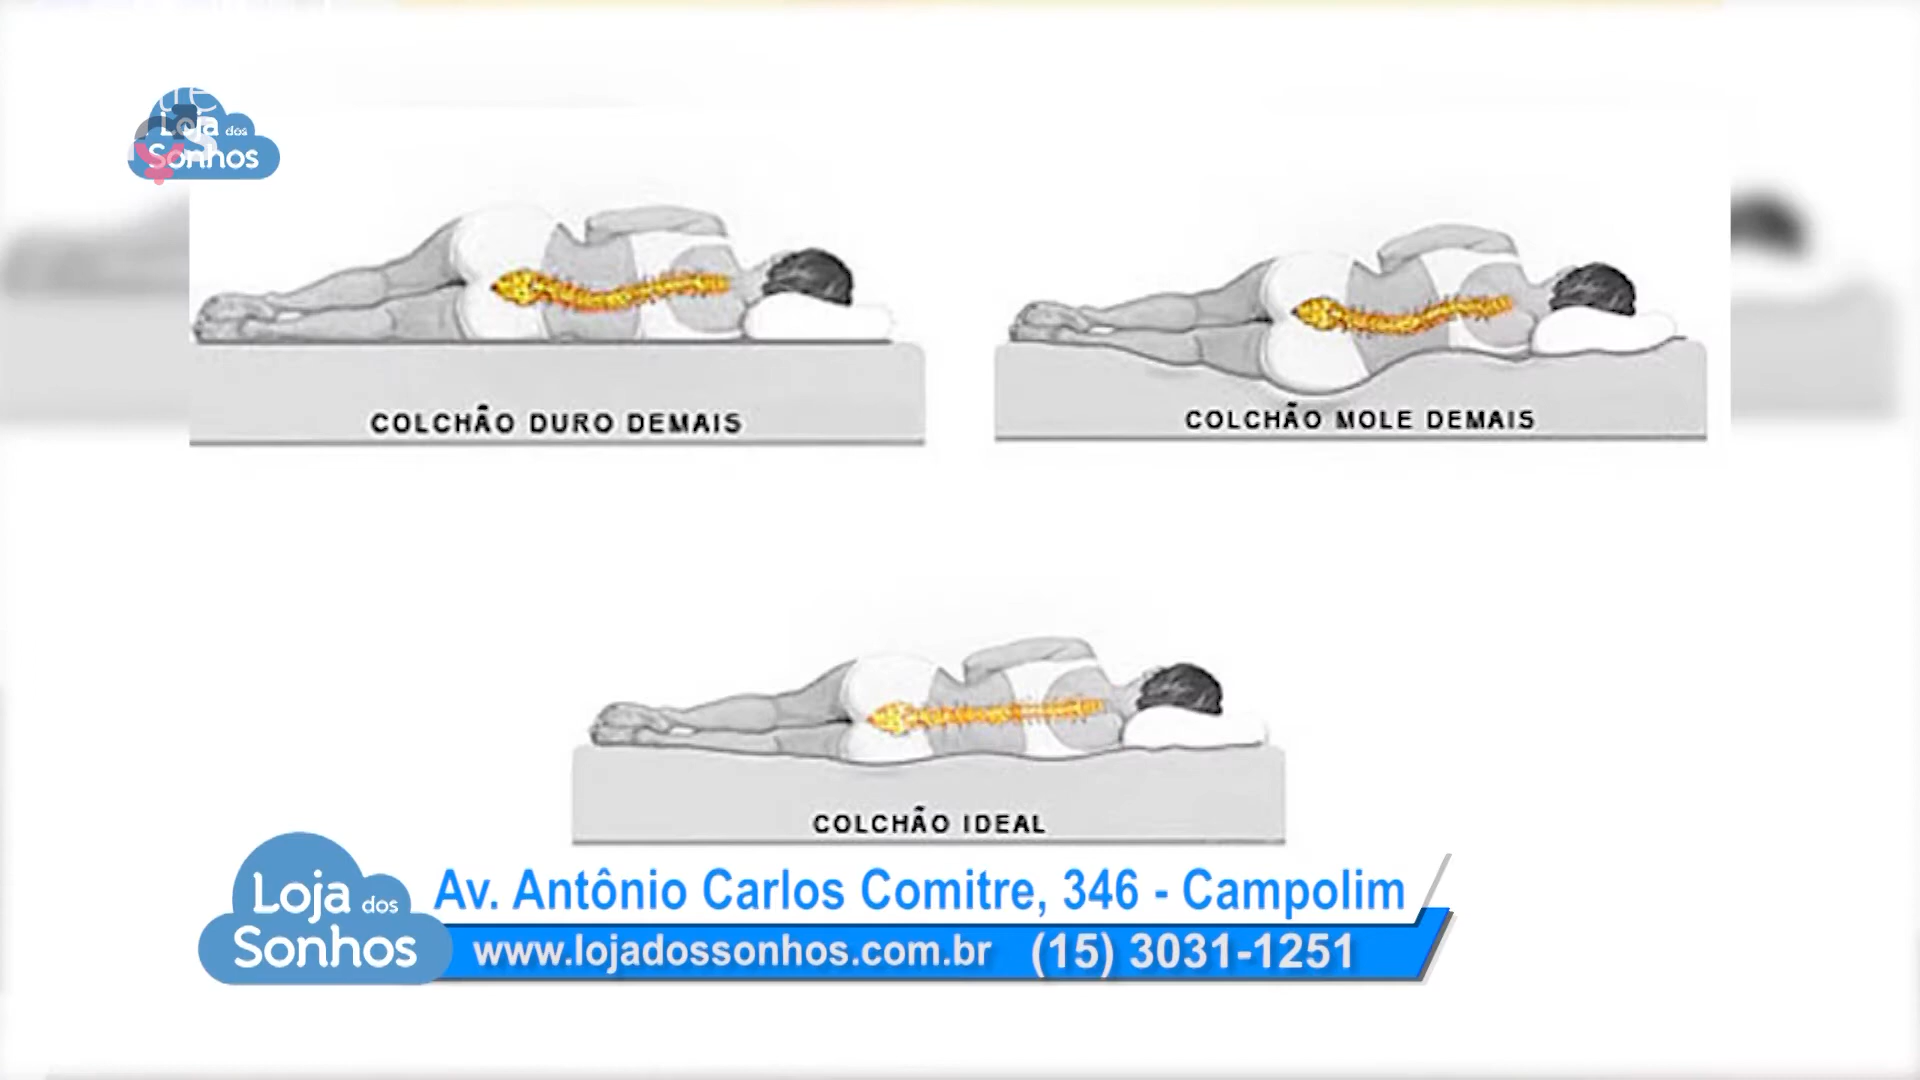 Loja dos
Sonhos
COLCHÃO DURO DEMAIS
COLCHÃO MOLE DEMAIS
COLCHÃO IDEAL
Loja dos
Sonhos
Av. Antônio Carlos Comitre, 346 - Campolim
www.lojadossonhos.com.br (15) 3031-1251